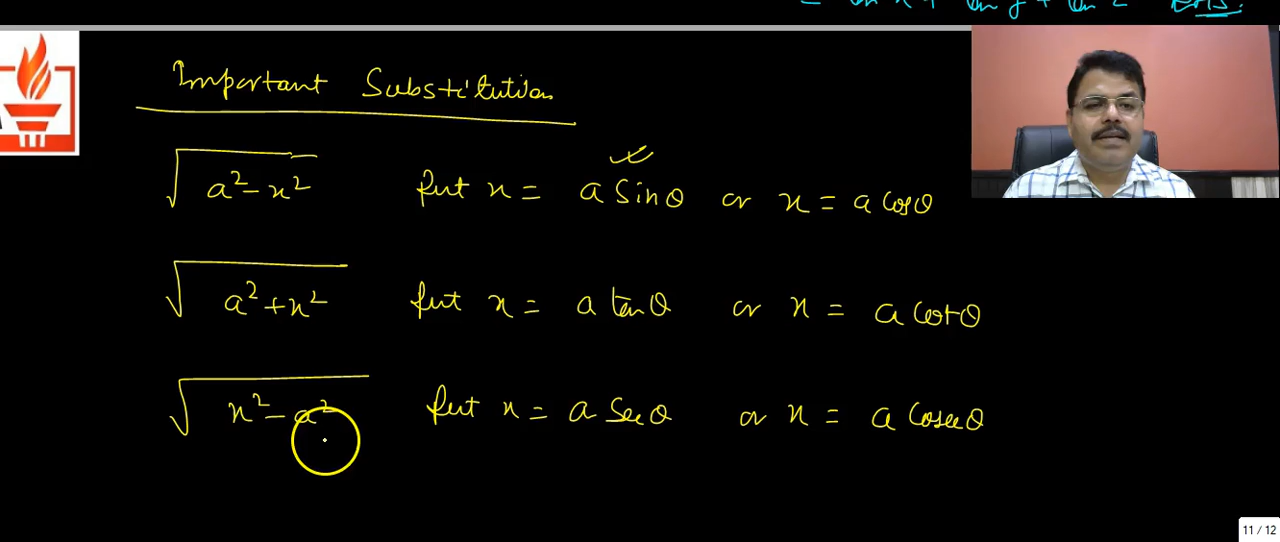 Important Substitution
√(a²-x²) put x = a Sinθ or x = a Cosθ
√(a²+x²) put x = a tanθ or x = a Cotθ
√(x²-a²) put x = a Secθ or x = a Cosecθ
11 / 12